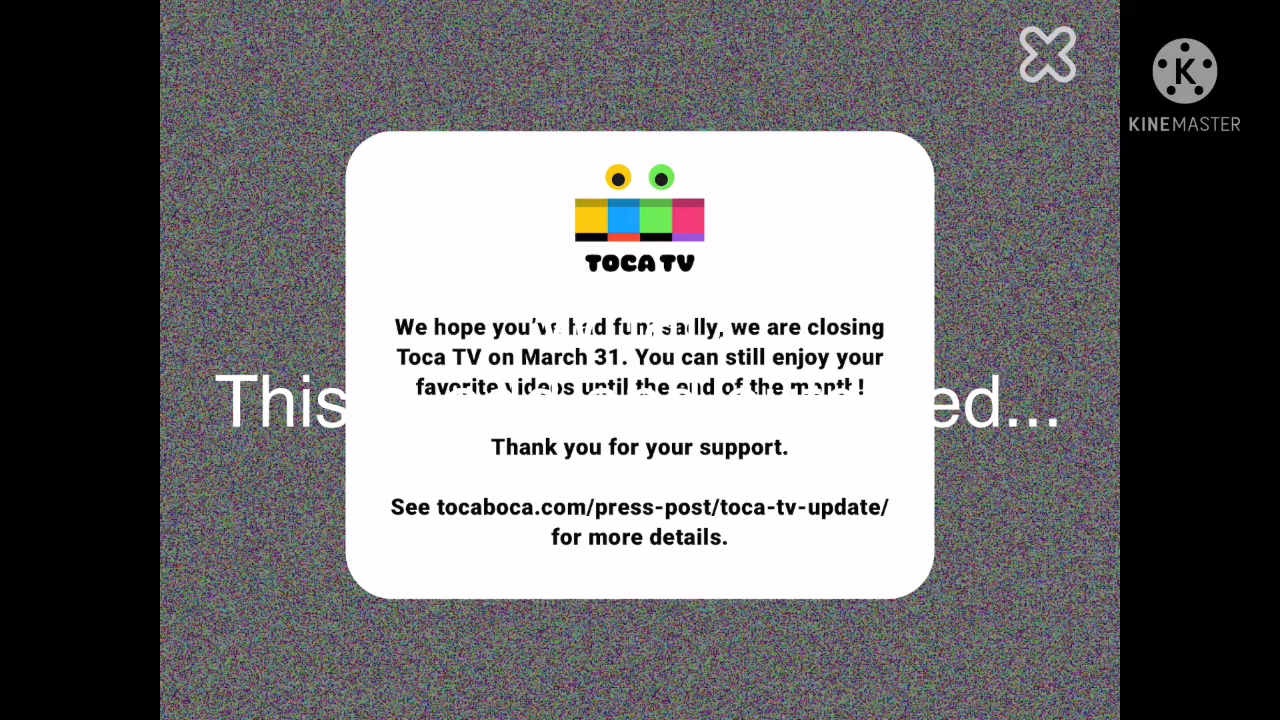 K
KINEMASTER
TOCA TV
We hope you've had fun, sadly, we are closing
Toca TV on March 31. You can still enjoy your
favorite videos until the end of the month!
This ed...
Thank you for your support.
See tocaboca.com/press-post/toca-tv-update/
for more details.